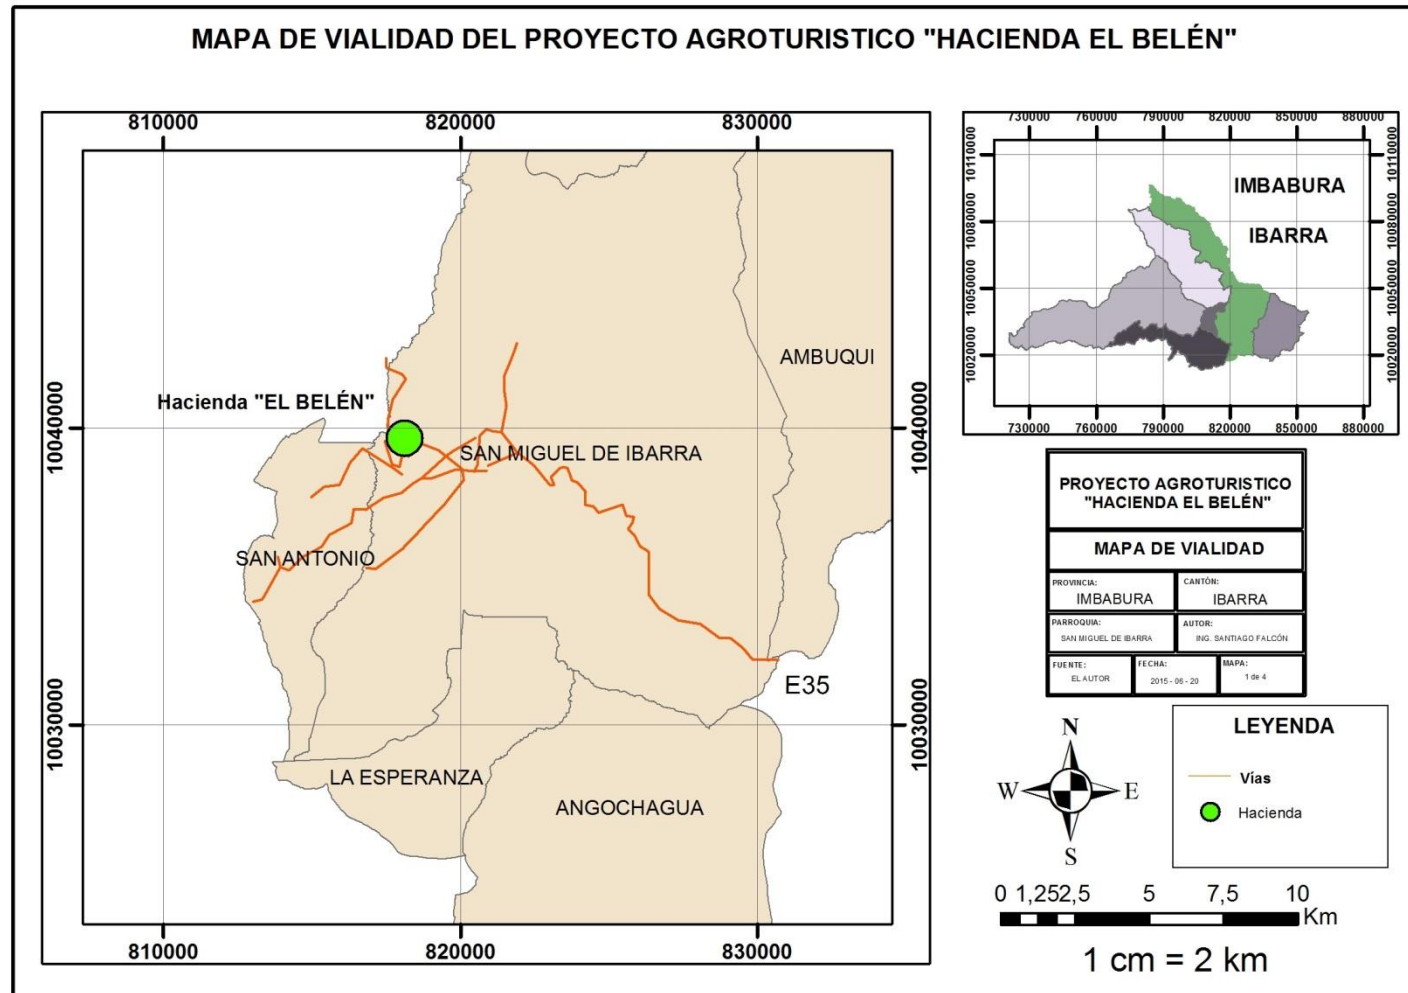 MAPA DE VIALIDAD DEL PROYECTO AGROTURISTICO "HACIENDA EL BELÉN"
810000 820000 830000
10040000 10040000
10030000 10030000
Hacienda "EL BELÉN"
AMBUQUI
SAN MIGUEL DE IBARRA
SAN ANTONIO
E35
LA ESPERANZA
ANGOCHAGUA
810000 820000 830000
730000 760000 790000 820000 850000 880000
10110000 10110000
10080000 10080000
10050000 10050000
10020000 10020000
IMBABURA
IBARRA
730000 760000 790000 820000 850000 880000
PROYECTO AGROTURISTICO
"HACIENDA EL BELÉN"
MAPA DE VIALIDAD
PROVINCIA: CANTÓN:
IMBABURA IBARRA
PARROQUIA: AUTOR:
SAN MIGUEL DE IBARRA ING. SANTIAGO FALCÓN
FUENTE: FECHA: MAPA:
EL AUTOR 2015 - 06 - 20 1 de 4
N
W E
S
LEYENDA
Vías
Hacienda
0 1,25 2,5 5 7,5 10
Km
1 cm = 2 km